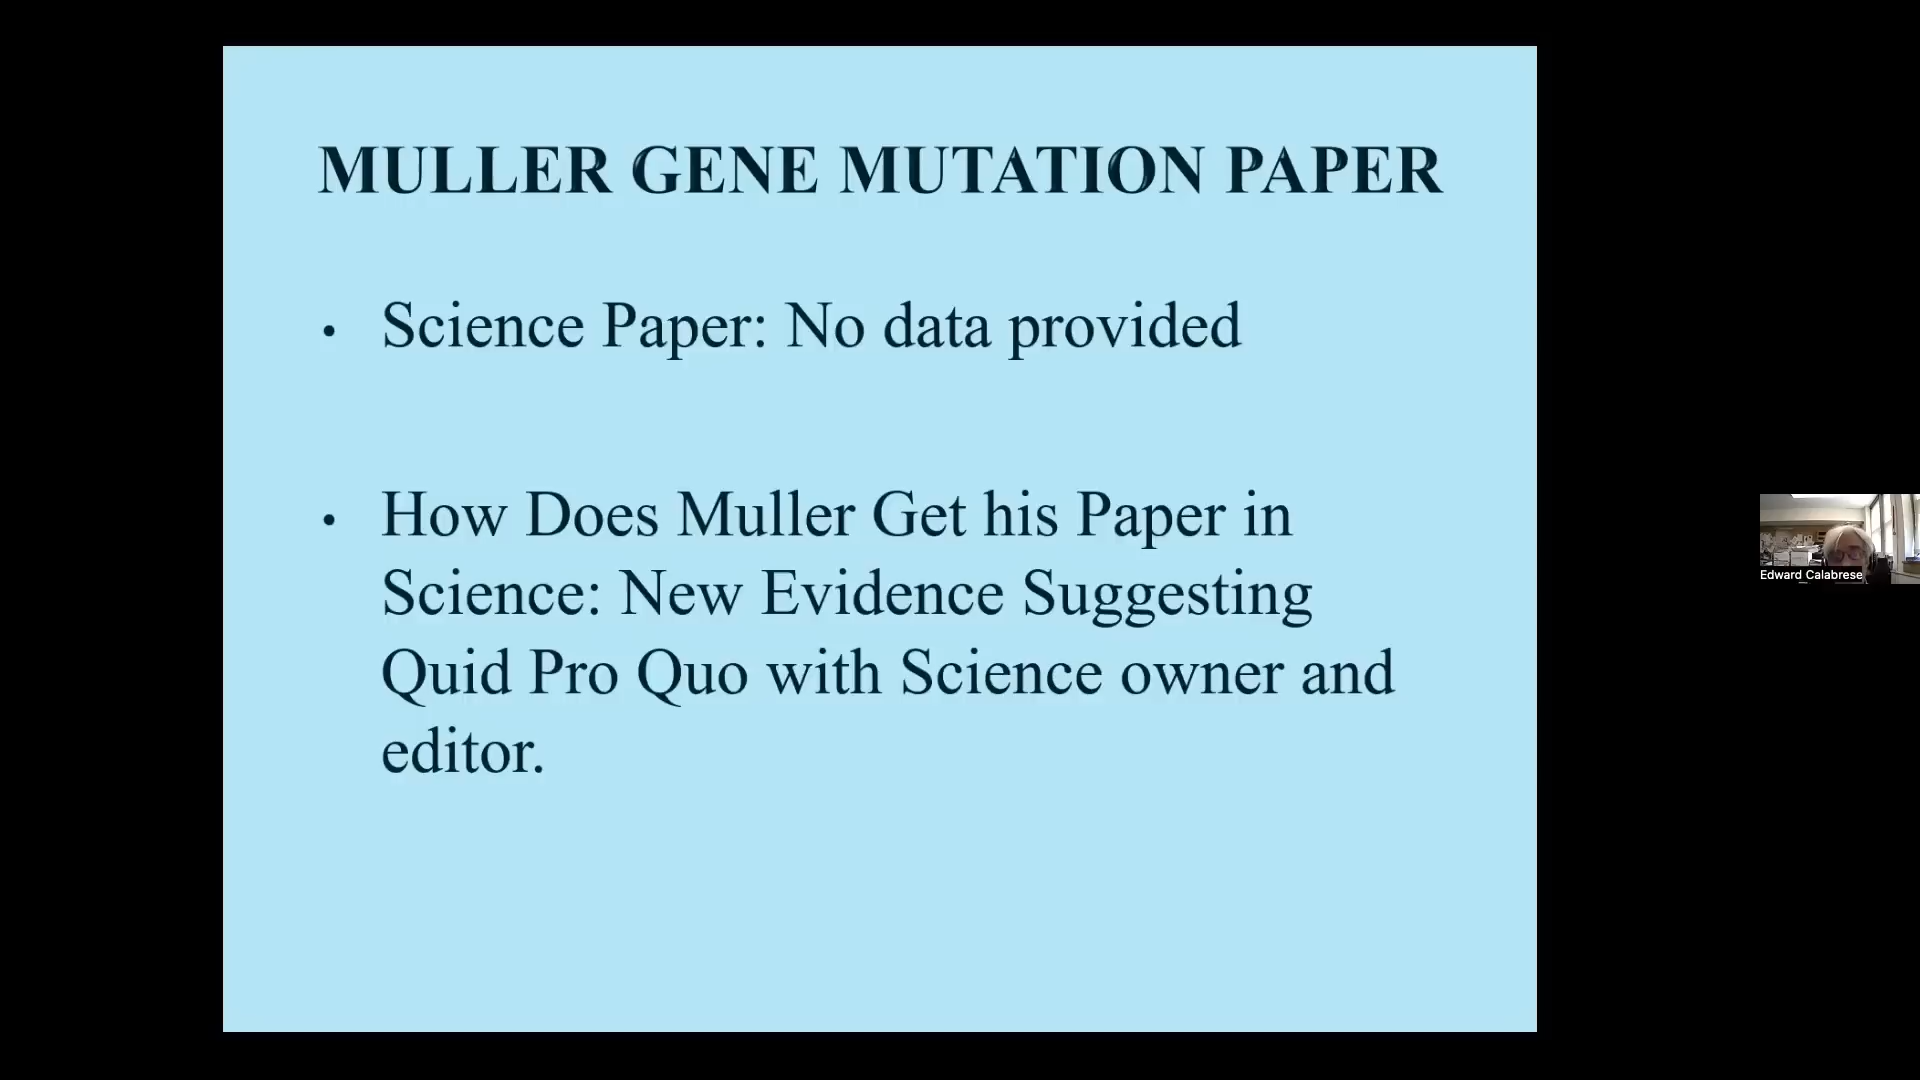 MULLER GENE MUTATION PAPER
• Science Paper: No data provided
• How Does Muller Get his Paper in
Science: New Evidence Suggesting
Quid Pro Quo with Science owner and
editor.
Edward Calabrese